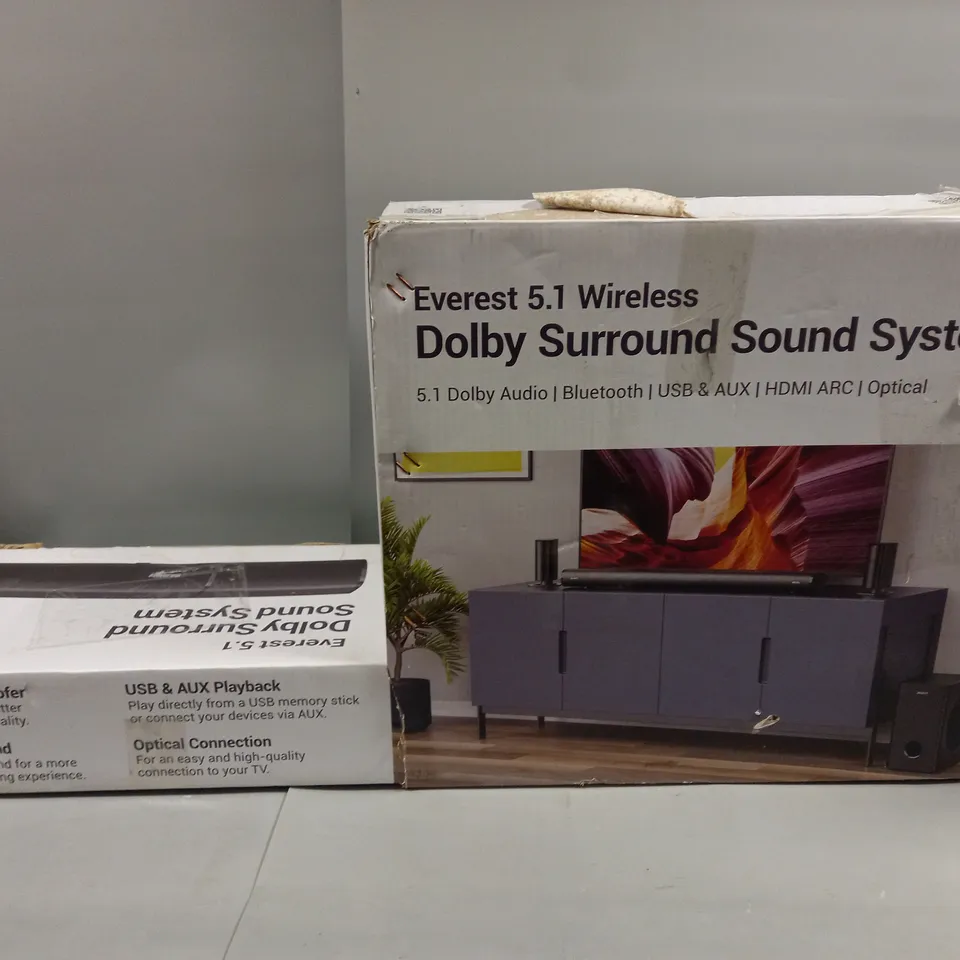 Everest 5.1 Wireless
Dolby Surround Sound Syst
5.1 Dolby Audio | Bluetooth | USB & AUX | HDMI ARC | Optical
Everest 5.1
Dolby Surround
Sound System
ofer
tter
ality.
USB & AUX Playback
Play directly from a USB memory stick
or connect your devices via AUX.
d
nd for a more
ng experience.
Optical Connection
For an easy and high-quality
connection to your TV.